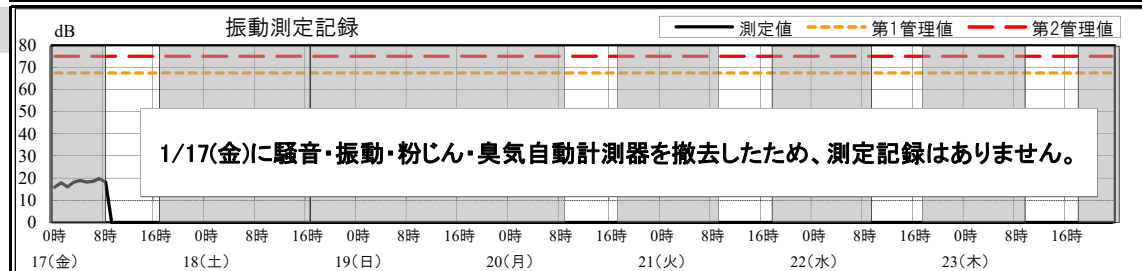 振動測定記録
dB
測定値 第1管理値 第2管理値
80
70
60
50
40
30
20
10
0
1/17(金)に騒音・振動・粉じん・臭気自動計測器を撤去したため、測定記録はありません。
0時 8時 16時 0時 8時 16時 0時 8時 16時 0時 8時 16時 0時 8時 16時 0時 8時 16時 0時 8時 16時
17(金) 18(土) 19(日) 20(月) 21(火) 22(水) 23(木)